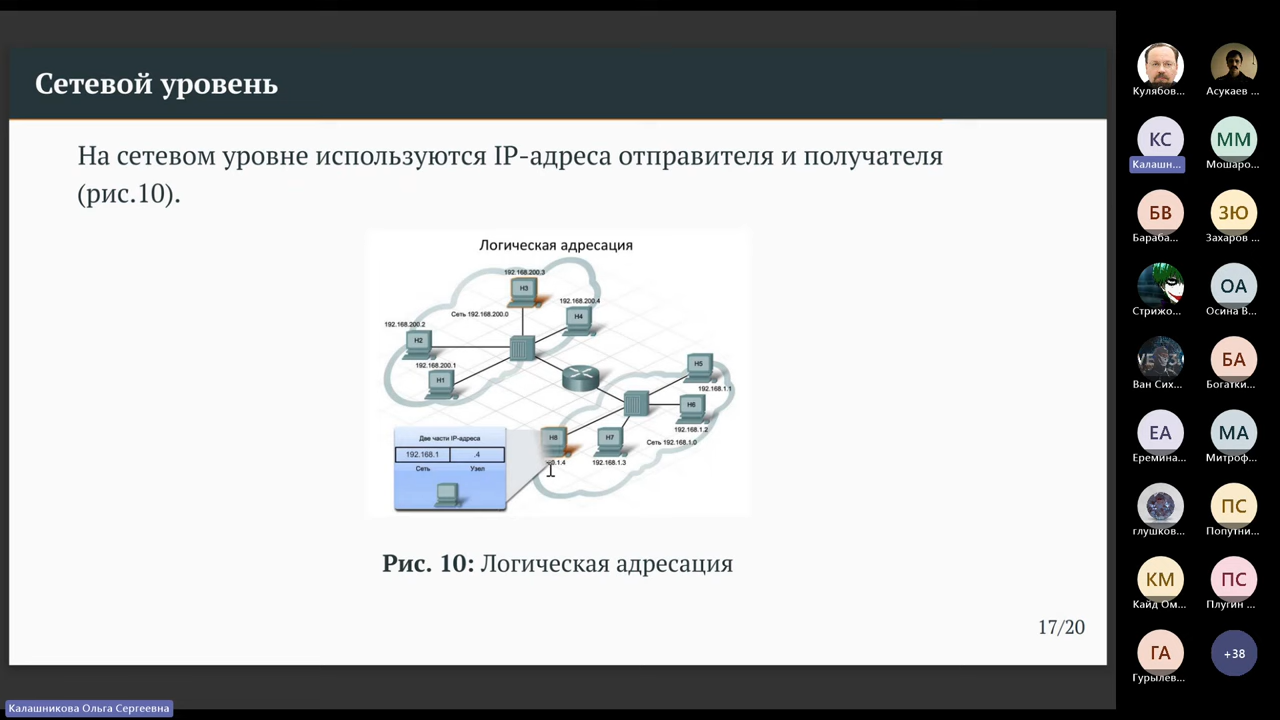 Сетевой уровень
На сетевом уровне используются IP-адреса отправителя и получателя
(рис.10).
Логическая адресация
192.168.200.3
H3
192.168.200.4
Сеть 192.168.200.0
H4
192.168.200.2
H2
192.168.200.1
H1
H5
192.168.1.1
H6
192.168.1.2
Сеть 192.168.1.0
H8
H7
192.168.1.3
Две части IP-адреса
192.168.1 .4
Сеть Узел
Рис. 10: Логическая адресация
17/20
Калашникова Ольга Сергеевна
Кулябов... Асукаев ...
КС ММ
Калашн... Мошаро...
БВ ЗЮ
Бараба... Захаров ...
ОА
Стрижо... Осина В...
БА
Ван Сих... Богатки...
ЕА МА
Еремина... Митроф...
ПС
глушков... Попутни...
КМ ПС
Кайд Ом... Плугин ...
ГА +38
Гурылев...